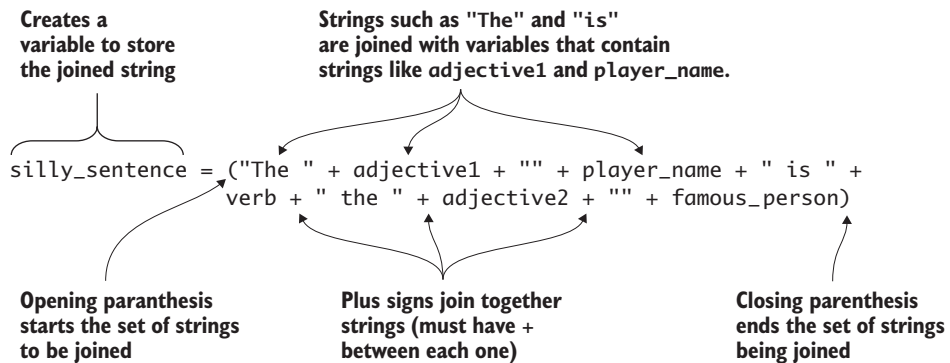 Creates a
variable to store
the joined string
Strings such as "The" and "is"
are joined with variables that contain
strings like adjective1 and player_name.
silly_sentence = ("The " + adjective1 + "" + player_name + " is " +
verb + " the " + adjective2 + "" + famous_person)
Opening paranthesis
starts the set of strings
to be joined
Plus signs join together
strings (must have +
between each one)
Closing parenthesis
ends the set of strings
being joined